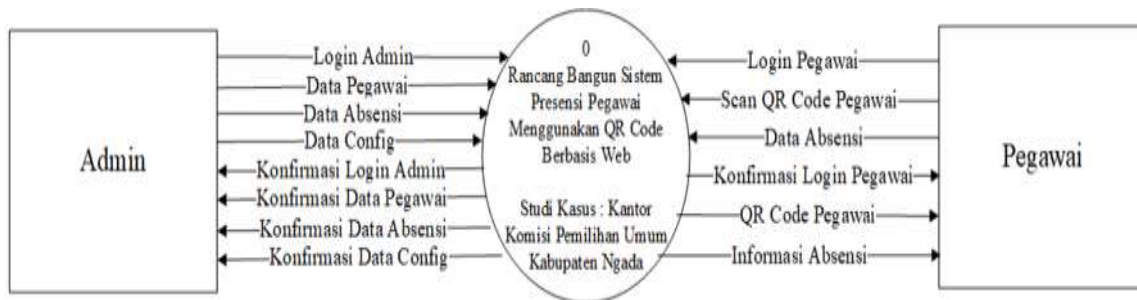 Admin
Login Admin
Data Pegawai
Data Absensi
Data Config
Konfirmasi Login Admin
Konfirmasi Data Pegawai
Konfirmasi Data Absensi
Konfirmasi Data Config
0
Rancang Bangun Sistem
Presensi Pegawai
Menggunakan QR Code
Berbasis Web
Studi Kasus : Kantor
Komisi Pemilihan Umum
Kabupaten Ngada
Login Pegawai
Scan QR Code Pegawai
Data Absensi
Konfirmasi Login Pegawai
QR Code Pegawai
Informasi Absensi
Pegawai